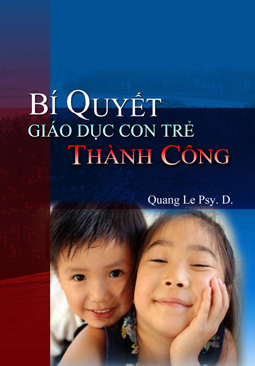 BÍ QUYẾT
GIÁO DỤC CON TRẺ
THÀNH CÔNG
Quang Le Psy. D.